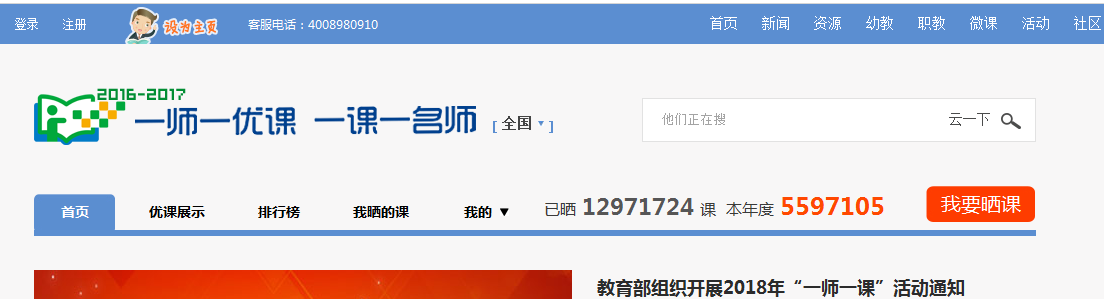 登录 注册 设为主页 客服电话：4008980910 首页 新闻 资源 幼教 职教 微课 活动 社区
2016-2017
一师一优课 一课一名师 [ 全国 ▾ ] 他们正在搜 云一下
首页 优课展示 排行榜 我晒的课 我的 ▼ 已晒 12971724 课 本年度 5597105 我要晒课
教育部组织开展2018年“一师一课”活动通知